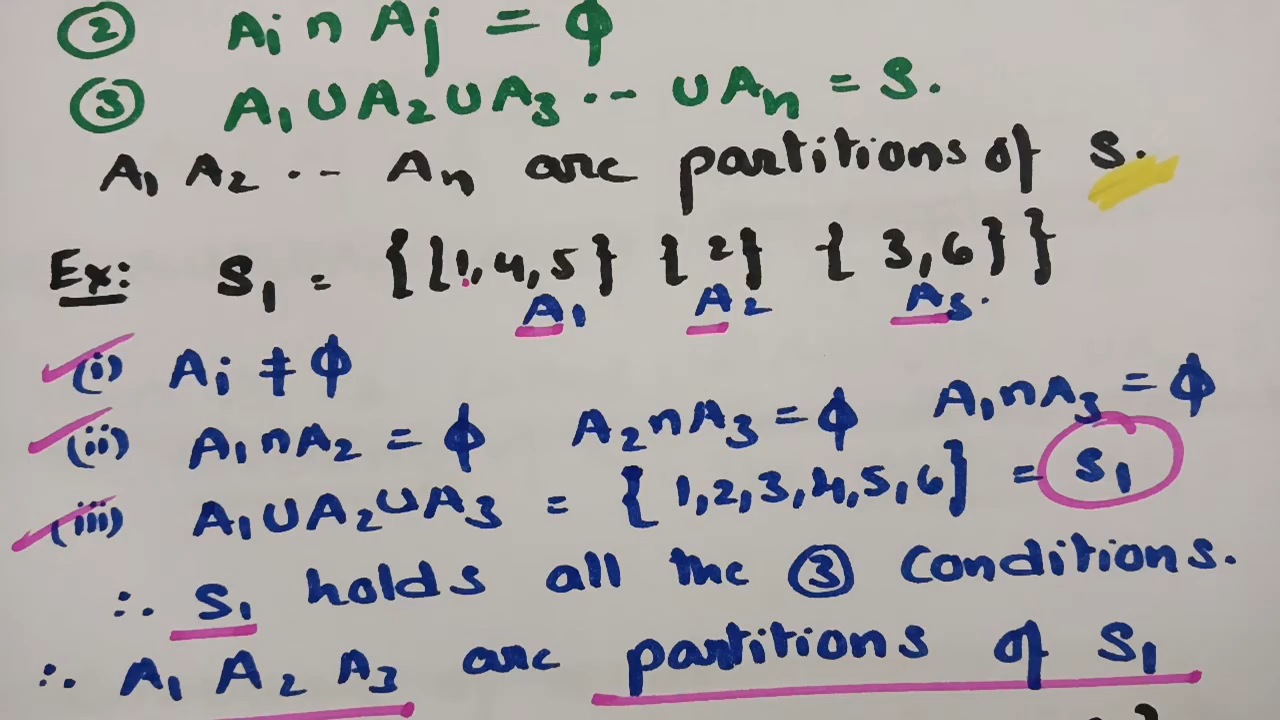 ② Ai ∩ Aj = ϕ
③ A₁ ∪ A₂ ∪ A₃ ... ∪ An = S.
A₁ A₂ ... An are partitions of S.
Ex: S₁ = {{1,4,5} {2} {3,6}}
A₁ A₂ A₃.
(i) Ai ≠ ϕ
(ii) A₁∩A₂ = ϕ A₂∩A₃ = ϕ A₁∩A₃ = ϕ
(iii) A₁∪A₂∪A₃ = {1,2,3,4,5,6} = S₁
∴ S₁ holds all the ③ Conditions.
∴ A₁ A₂ A₃ are partitions of S₁